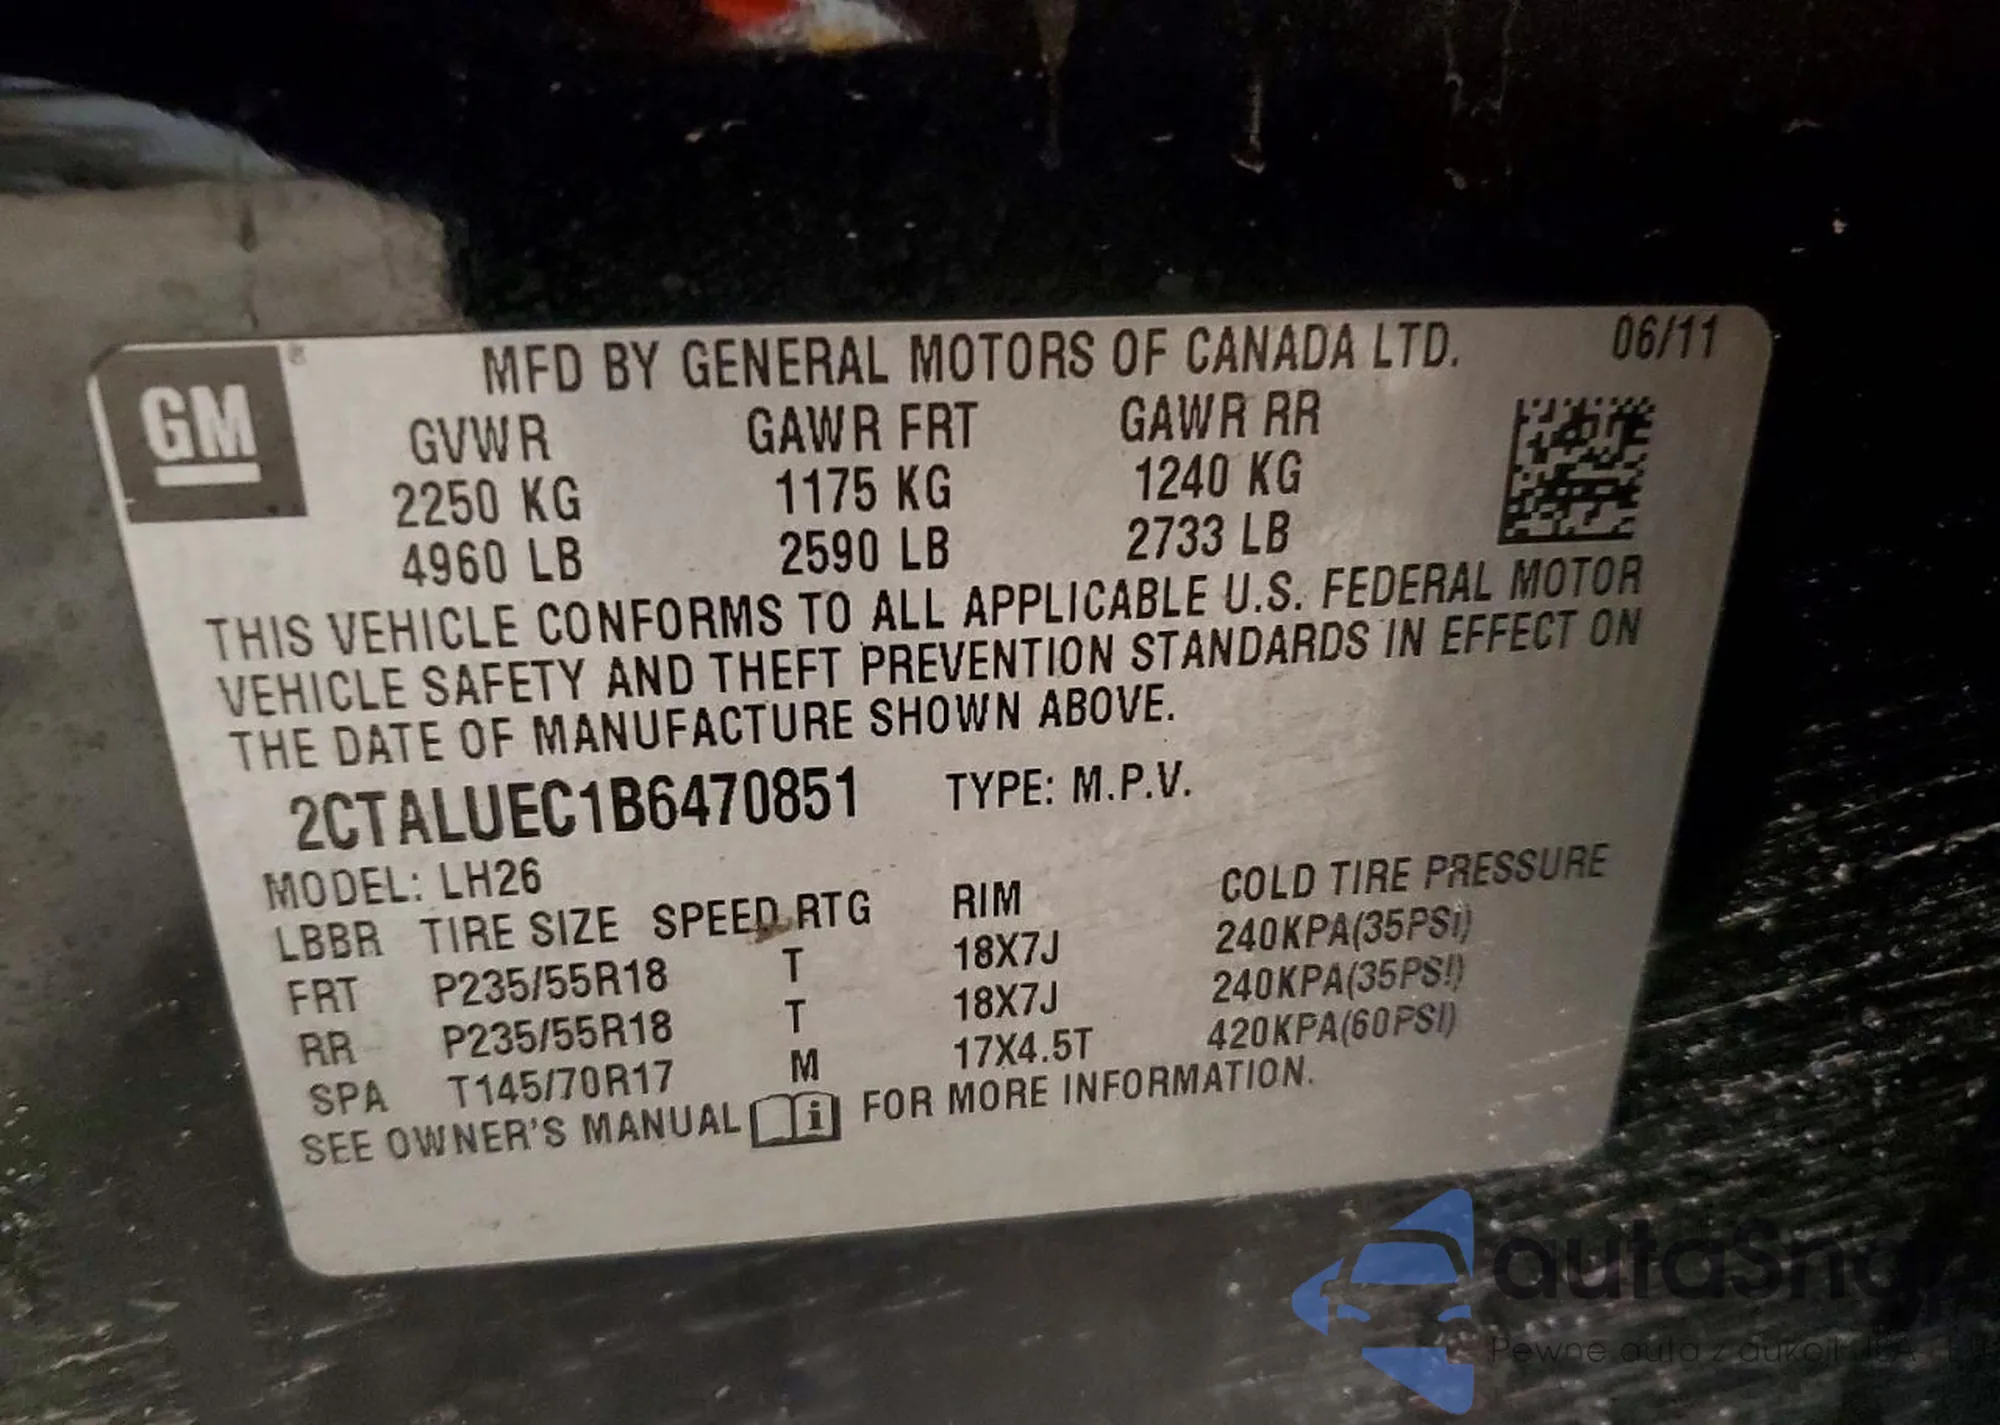 MFD BY GENERAL MOTORS OF CANADA LTD. 06/11
GM
GVWR GAWR FRT GAWR RR
2250 KG 1175 KG 1240 KG
4960 LB 2590 LB 2733 LB
THIS VEHICLE CONFORMS TO ALL APPLICABLE U.S. FEDERAL MOTOR
VEHICLE SAFETY AND THEFT PREVENTION STANDARDS IN EFFECT ON
THE DATE OF MANUFACTURE SHOWN ABOVE.
2CTALUEC1B6470851 TYPE: M.P.V.
MODEL: LH26
LBBR TIRE SIZE SPEED RTG RIM COLD TIRE PRESSURE
FRT P235/55R18 T 18X7J 240KPA(35PSI)
RR P235/55R18 T 18X7J 240KPA(35PSI)
SPA T145/70R17 M 17X4.5T 420KPA(60PSI)
SEE OWNER'S MANUAL i FOR MORE INFORMATION.
Pewne auta z aukcji USA